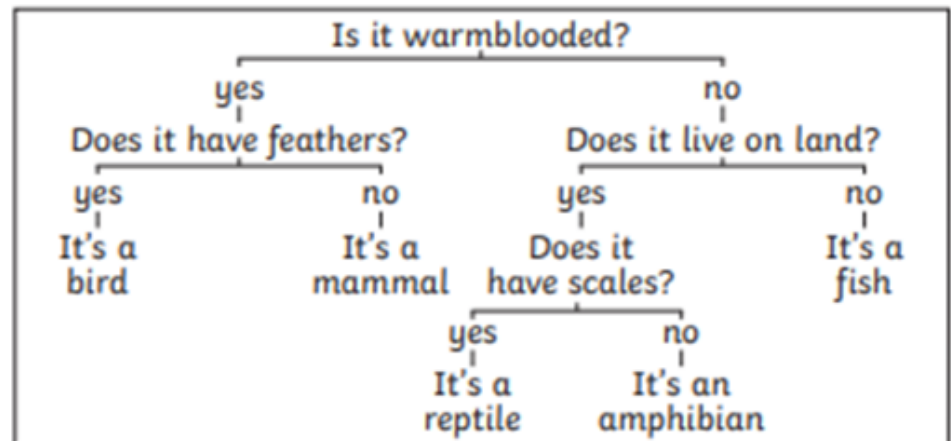 Is it warmblooded?
yes
no
Does it have feathers?
Does it live on land?
yes
no
yes
no
It's a
bird
It's a
mammal
Does it
have scales?
It's a
fish
yes
no
It's a
reptile
It's an
amphibian